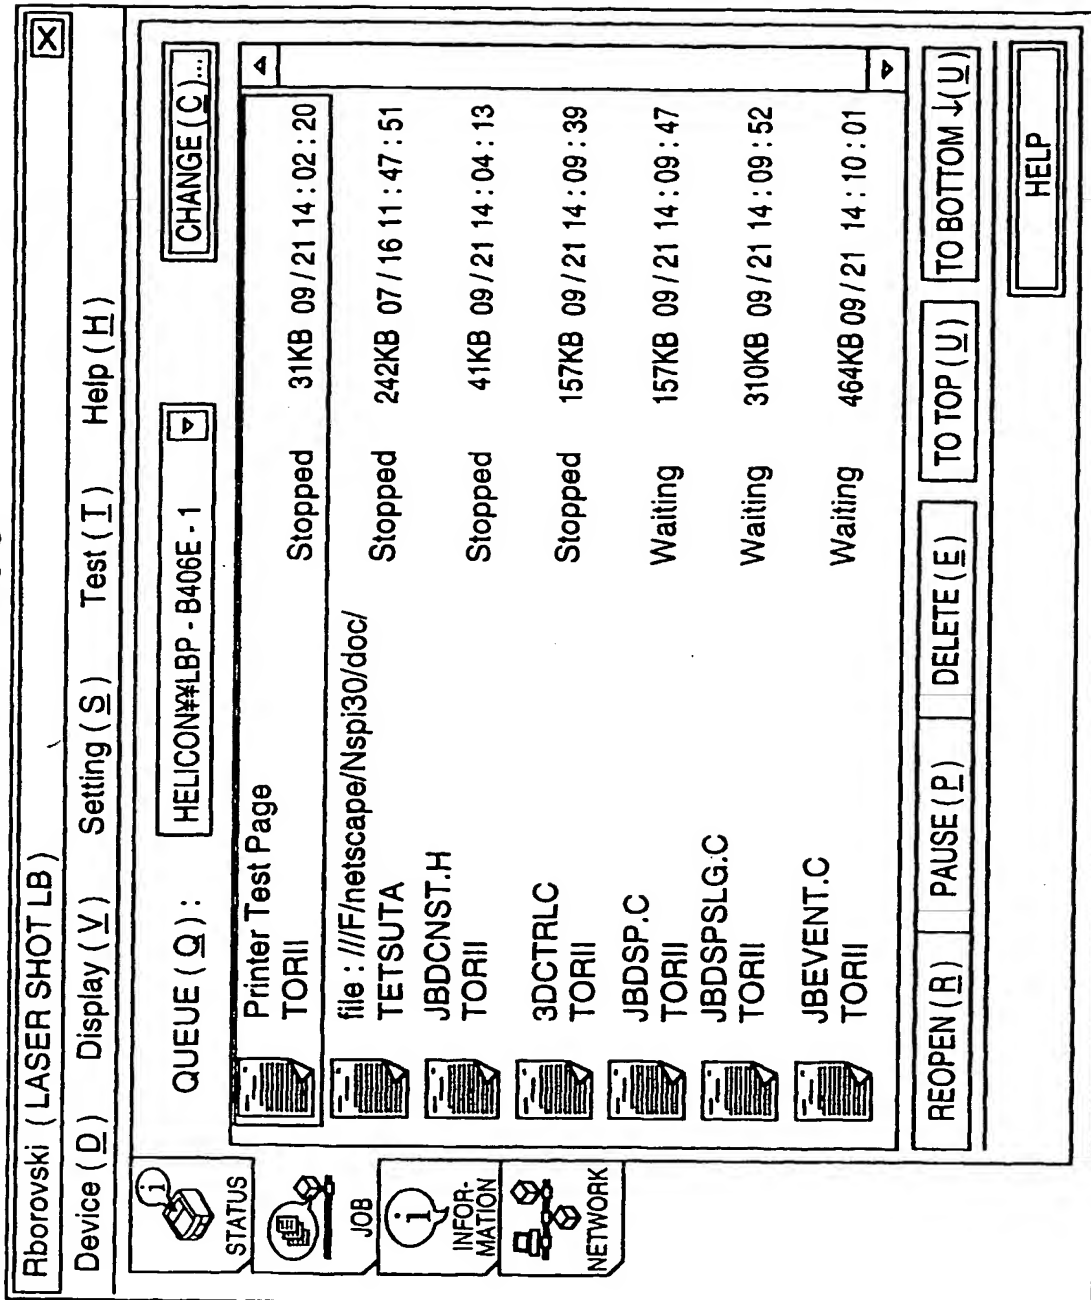 Rborovski ( LASER SHOT LB )
X
Device ( D ) Display ( V ) Setting ( S ) Test ( T ) Help ( H )
STATUS
JOB
INFOR-
MATION
NETWORK
QUEUE ( Q ) : HELICON¥¥LBP - B406E - 1 CHANGE ( C )...
Printer Test Page
TORII Stopped 31KB 09 / 21 14 : 02 : 20
file : ///F/netscape/Nspi30/doc/
TETSUTA Stopped 242KB 07 / 16 11 : 47 : 51
JBDCNST.H
TORII Stopped 41KB 09 / 21 14 : 04 : 13
3DCTRLC
TORII Stopped 157KB 09 / 21 14 : 09 : 39
JBDSP.C
TORII Waiting 157KB 09 / 21 14 : 09 : 47
JBDSPSLG.C
TORII Waiting 310KB 09 / 21 14 : 09 : 52
JBEVENT.C
TORII Waiting 464KB 09 / 21 14 : 10 : 01
REOPEN ( R ) PAUSE ( P ) DELETE ( E ) TO TOP ( U ) TO BOTTOM ↓( U )
HELP